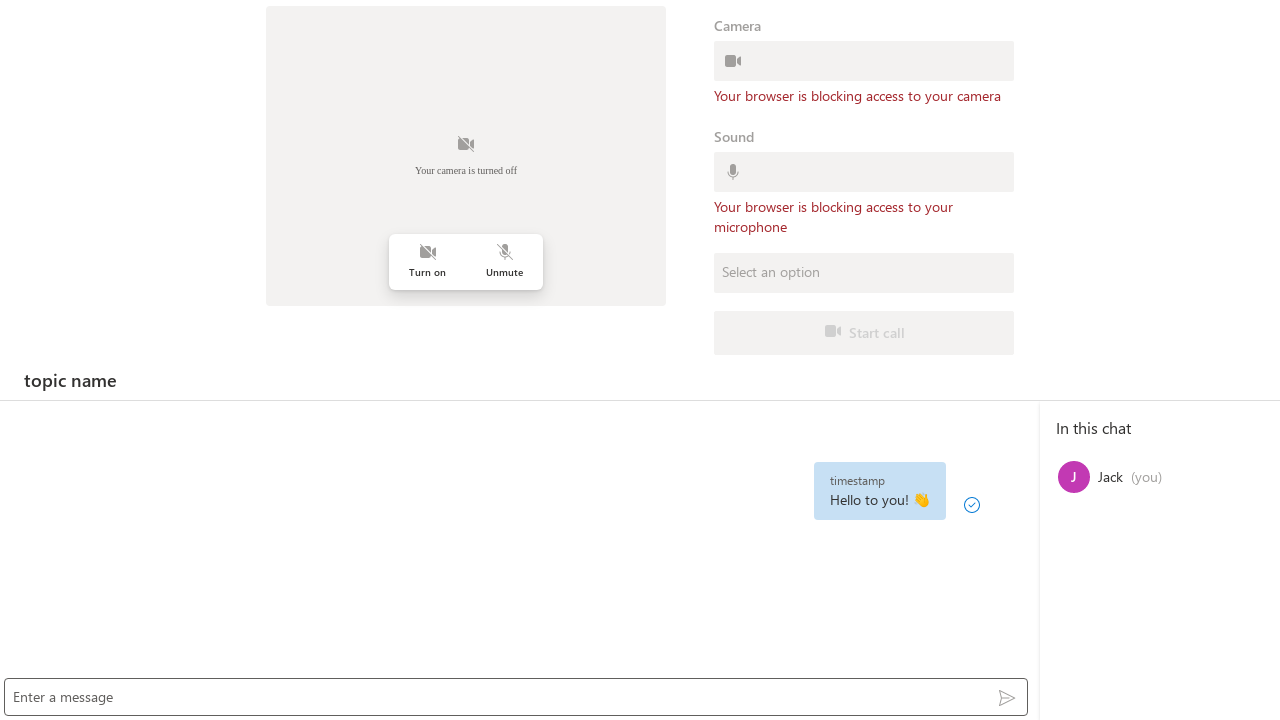 Camera
Your browser is blocking access to your camera
Sound
Your browser is blocking access to your
microphone
Select an option
Start call
Your camera is turned off
Turn on
Unmute
topic name
timestamp
Hello to you! 👋
Enter a message
In this chat
J
Jack (you)